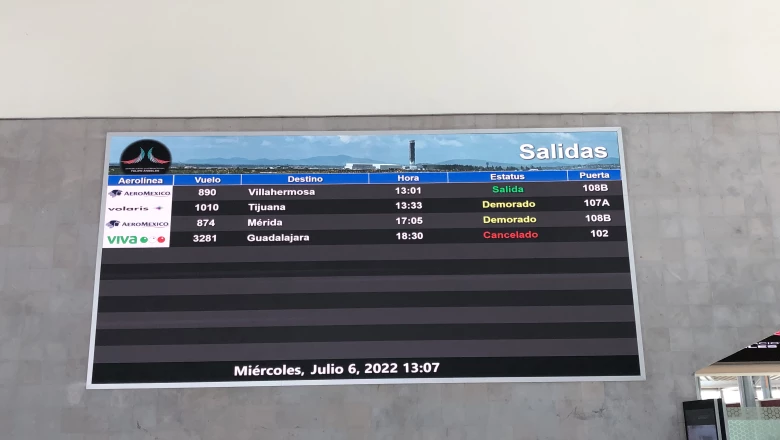 Salidas
Aerolínea Vuelo Destino Hora Estatus Puerta
AEROMEXICO 890 Villahermosa 13:01 Salida 108B
volaris 1010 Tijuana 13:33 Demorado 107A
AEROMEXICO 874 Mérida 17:05 Demorado 108B
VIVA 3281 Guadalajara 18:30 Cancelado 102
Miércoles, Julio 6, 2022 13:07